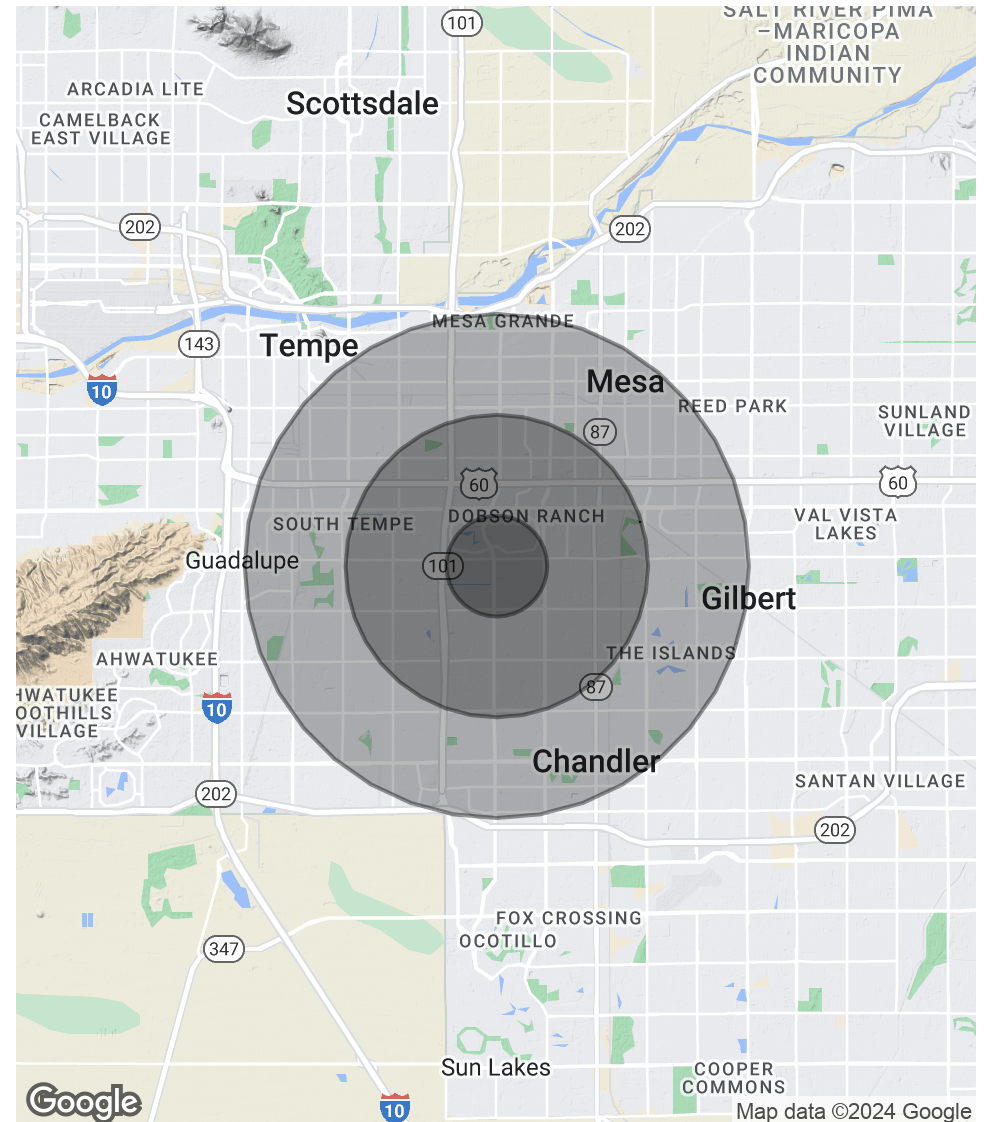 101
SALT RIVER PIMA
–MARICOPA
INDIAN
COMMUNITY
ARCADIA LITE
Scottsdale
CAMELBACK
EAST VILLAGE
202
202
MESA GRANDE
143
Tempe
10
Mesa
REED PARK
SUNLAND
VILLAGE
87
60
60
SOUTH TEMPE
DOBSON RANCH
VAL VISTA
LAKES
Guadalupe
101
Gilbert
AHWATUKEE
THE ISLANDS
HWATUKEE
OOTHILLS
VILLAGE
87
10
Chandler
SANTAN VILLAGE
202
202
FOX CROSSING
OCOTILLO
347
Sun Lakes
COOPER
COMMONS
Google
10
Map data ©2024 Google